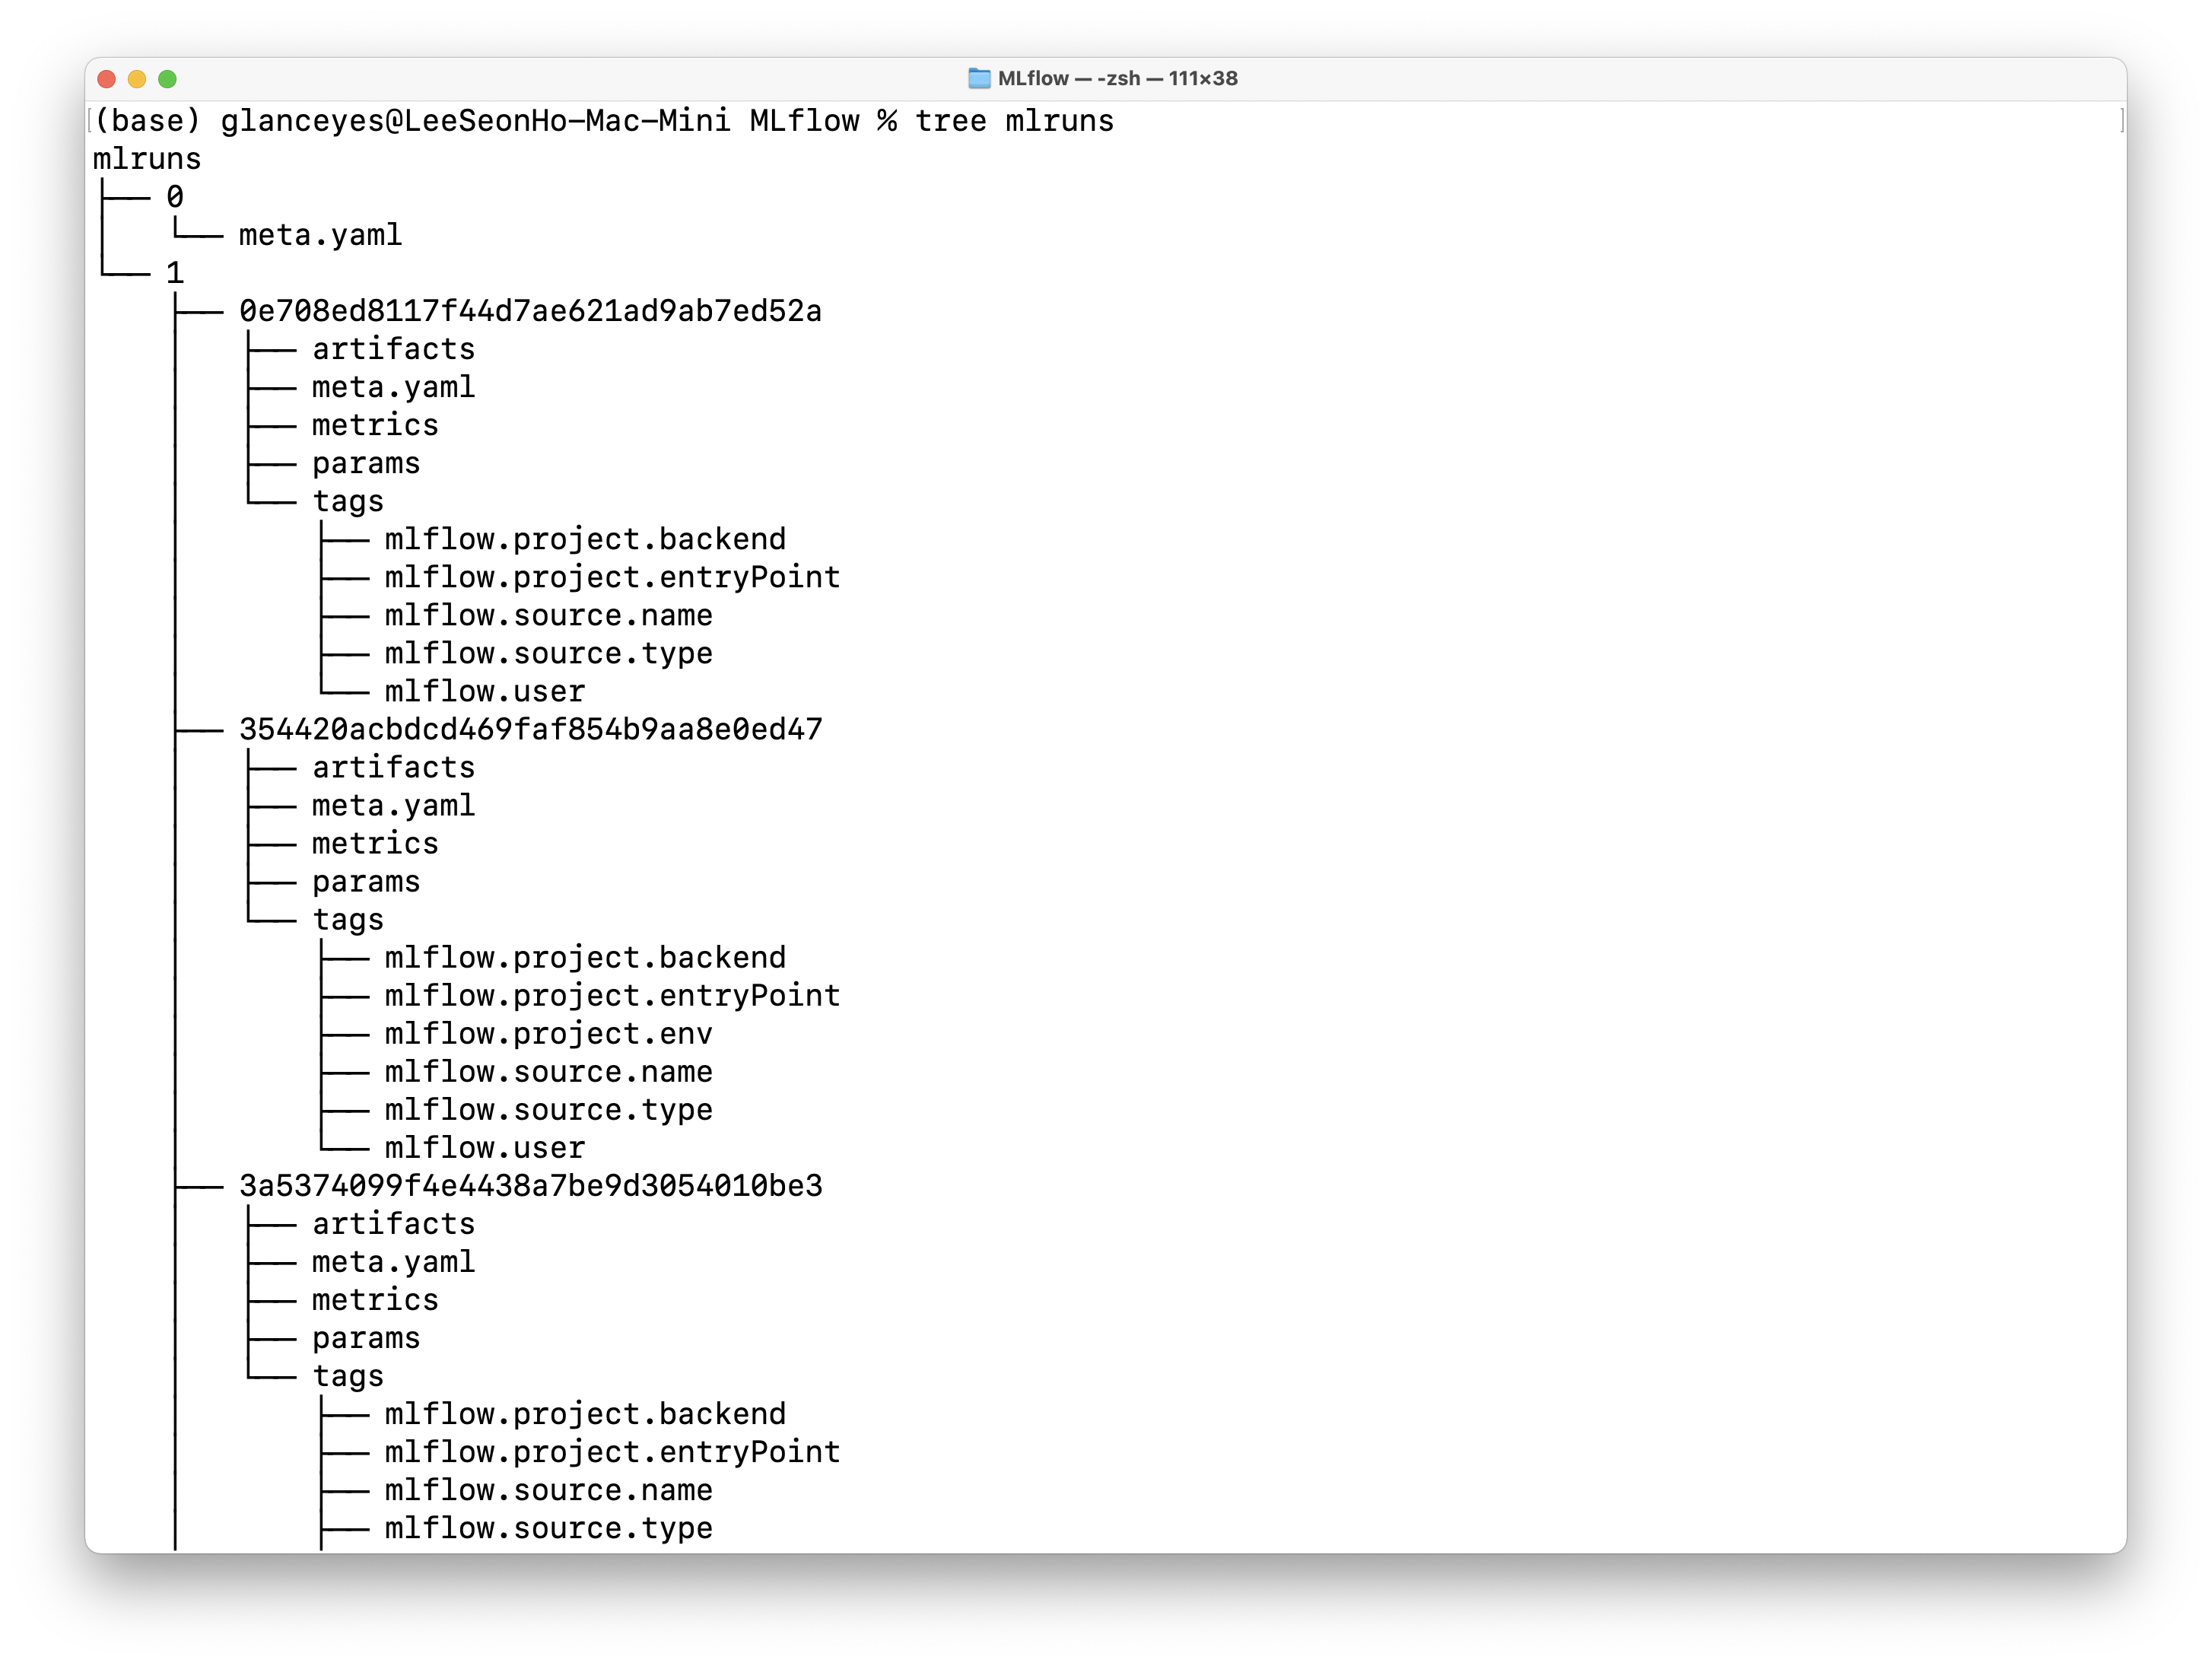 MLflow — -zsh — 111×38
(base) glanceyes@LeeSeonHo-Mac-Mini MLflow % tree mlruns
mlruns
├── 0
│   └── meta.yaml
└── 1
    ├── 0e708ed8117f44d7ae621ad9ab7ed52a
    │   ├── artifacts
    │   ├── meta.yaml
    │   ├── metrics
    │   ├── params
    │   └── tags
    │       ├── mlflow.project.backend
    │       ├── mlflow.project.entryPoint
    │       ├── mlflow.source.name
    │       ├── mlflow.source.type
    │       └── mlflow.user
    ├── 354420acbdcd469faf854b9aa8e0ed47
    │   ├── artifacts
    │   ├── meta.yaml
    │   ├── metrics
    │   ├── params
    │   └── tags
    │       ├── mlflow.project.backend
    │       ├── mlflow.project.entryPoint
    │       ├── mlflow.project.env
    │       ├── mlflow.source.name
    │       ├── mlflow.source.type
    │       └── mlflow.user
    ├── 3a5374099f4e4438a7be9d3054010be3
    │   ├── artifacts
    │   ├── meta.yaml
    │   ├── metrics
    │   ├── params
    │   └── tags
    │       ├── mlflow.project.backend
    │       ├── mlflow.project.entryPoint
    │       ├── mlflow.source.name
    │       ├── mlflow.source.type